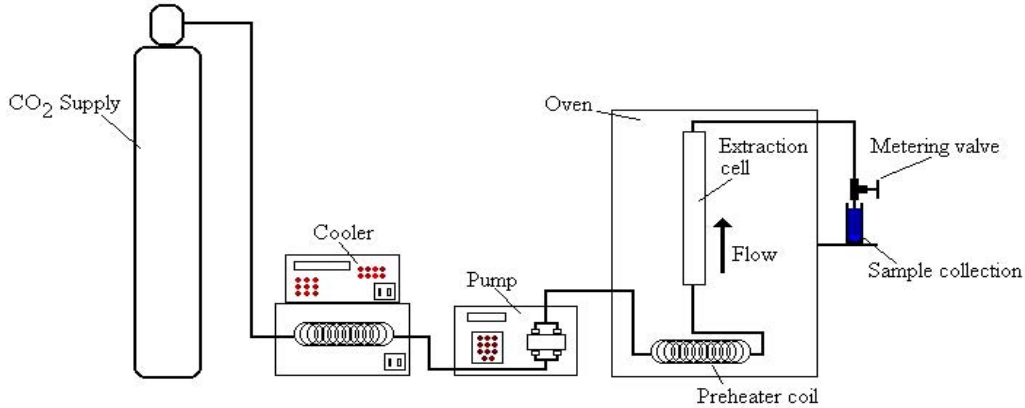 CO2 Supply
Oven
Extraction
cell
Metering valve
Cooler
Flow
Sample collection
Pump
Preheater coil